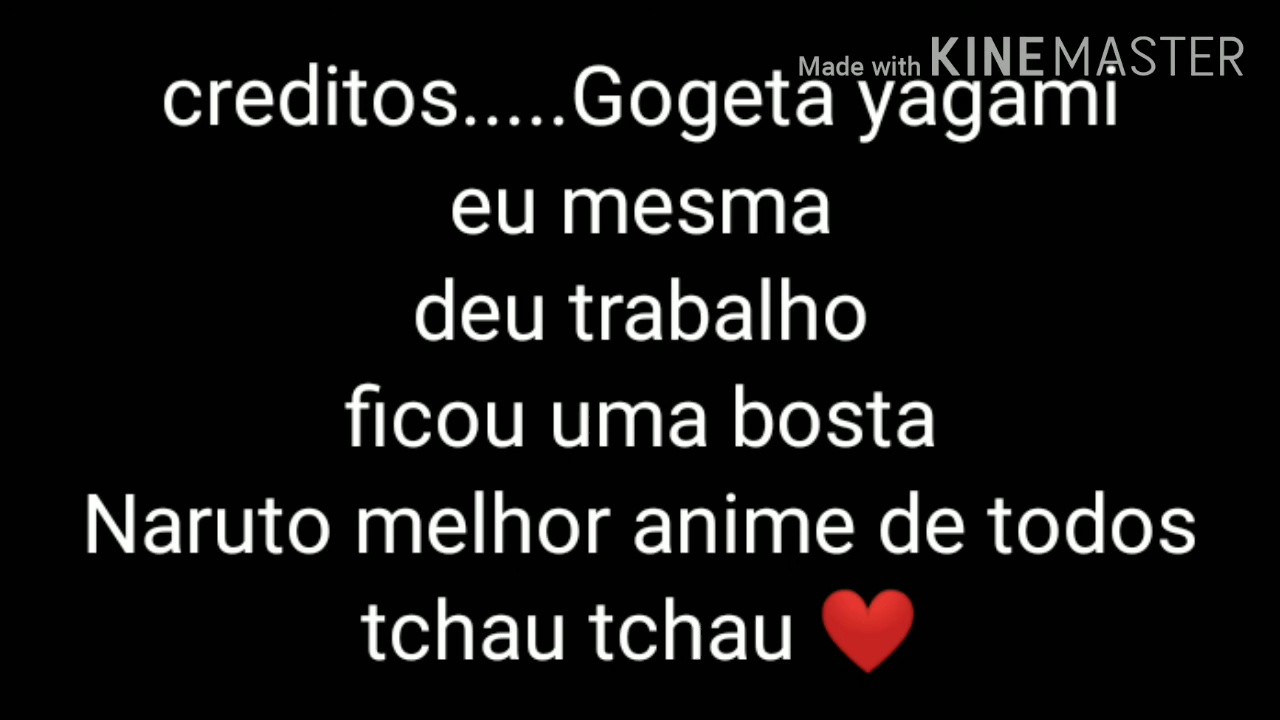 Made with KINEMASTER
creditos.....Gogeta yagami
eu mesma
deu trabalho
ficou uma bosta
Naruto melhor anime de todos
tchau tchau ❤️